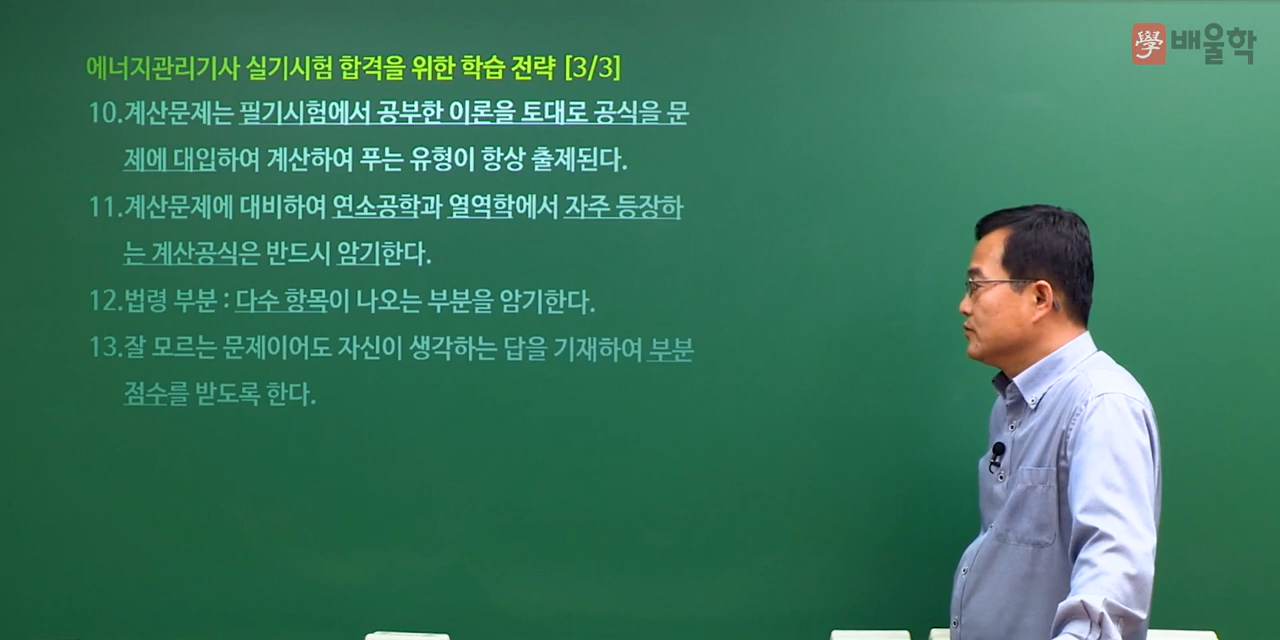 學 배울학
에너지관리기사 실기시험 합격을 위한 학습 전략 [3/3]
10.계산문제는 필기시험에서 공부한 이론을 토대로 공식을 문
제에 대입하여 계산하여 푸는 유형이 항상 출제된다.
11.계산문제에 대비하여 연소공학과 열역학에서 자주 등장하
는 계산공식은 반드시 암기한다.
12.법령 부분 : 다수 항목이 나오는 부분을 암기한다.
13.잘 모르는 문제이어도 자신이 생각하는 답을 기재하여 부분
점수를 받도록 한다.